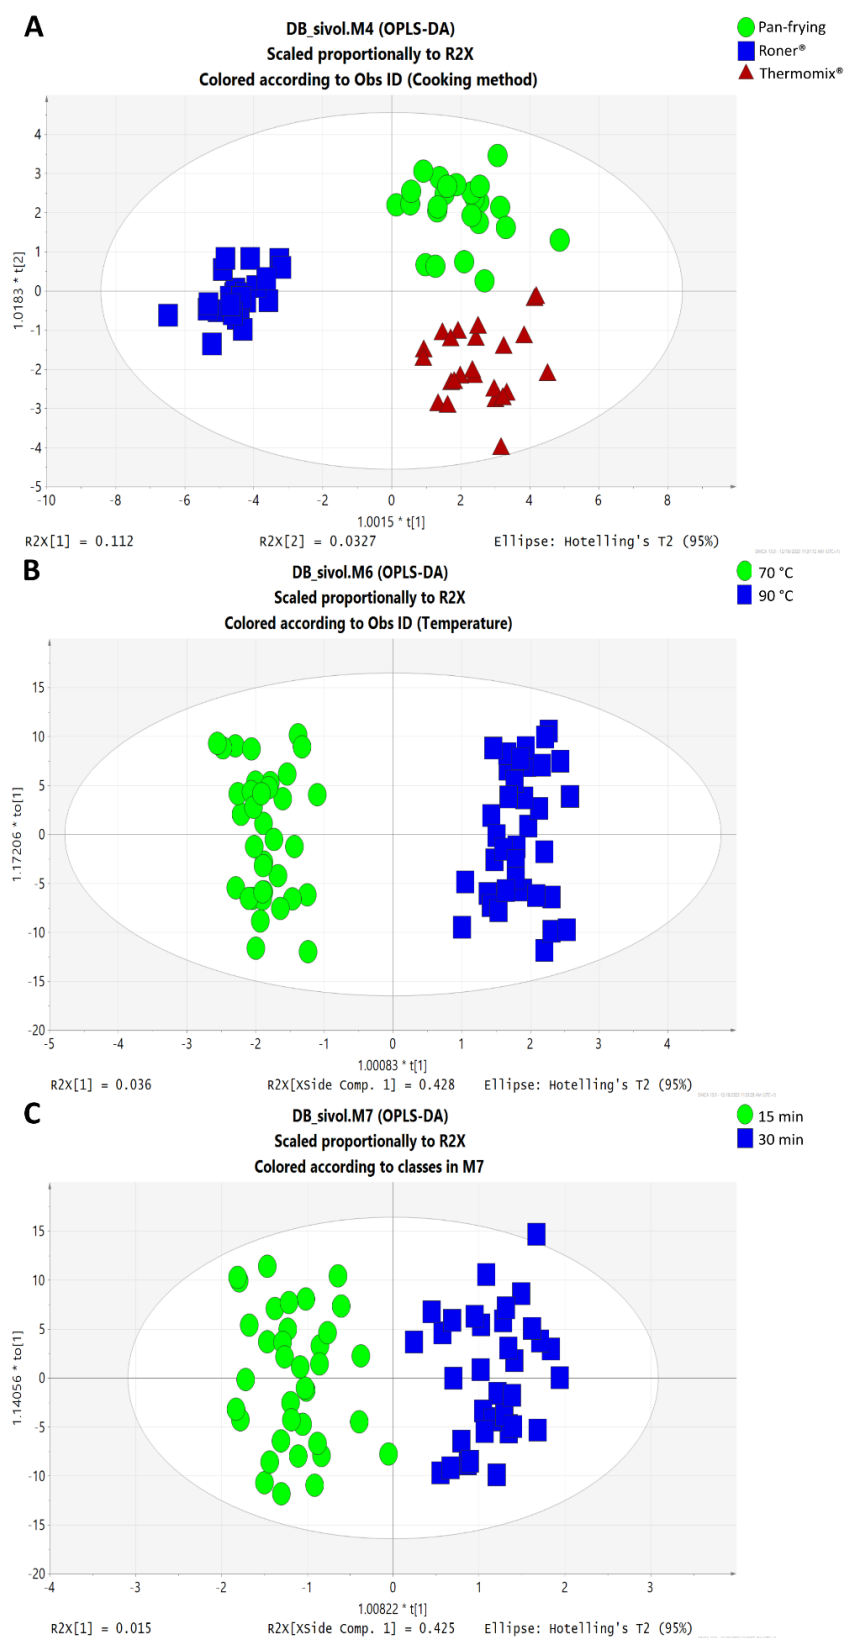 A
DB_sivol.M4 (OPLS-DA)
Scaled proportionally to R2X
Colored according to Obs ID (Cooking method)
Pan-frying
Roner®
Thermomix®
1.0183 * t[2]
4
3
2
1
0
-1
-2
-3
-4
-5
-10
-8
-6
-4
-2
0
2
4
6
8
1.0015 * t[1]
R2X[1] = 0.112
R2X[2] = 0.0327
Ellipse: Hotelling's T2 (95%)
B
DB_sivol.M6 (OPLS-DA)
Scaled proportionally to R2X
Colored according to Obs ID (Temperature)
70 °C
90 °C
1.17206 * to[1]
15
10
5
0
-5
-10
-15
-20
-5
-4
-3
-2
-1
0
1
2
3
4
1.00083 * t[1]
R2X[1] = 0.036
R2X[XSide Comp. 1] = 0.428
Ellipse: Hotelling's T2 (95%)
C
DB_sivol.M7 (OPLS-DA)
Scaled proportionally to R2X
Colored according to classes in M7
15 min
30 min
1.14056 * to[1]
15
10
5
0
-5
-10
-15
-20
-4
-3
-2
-1
0
1
2
3
1.00822 * t[1]
R2X[1] = 0.015
R2X[XSide Comp. 1] = 0.425
Ellipse: Hotelling's T2 (95%)